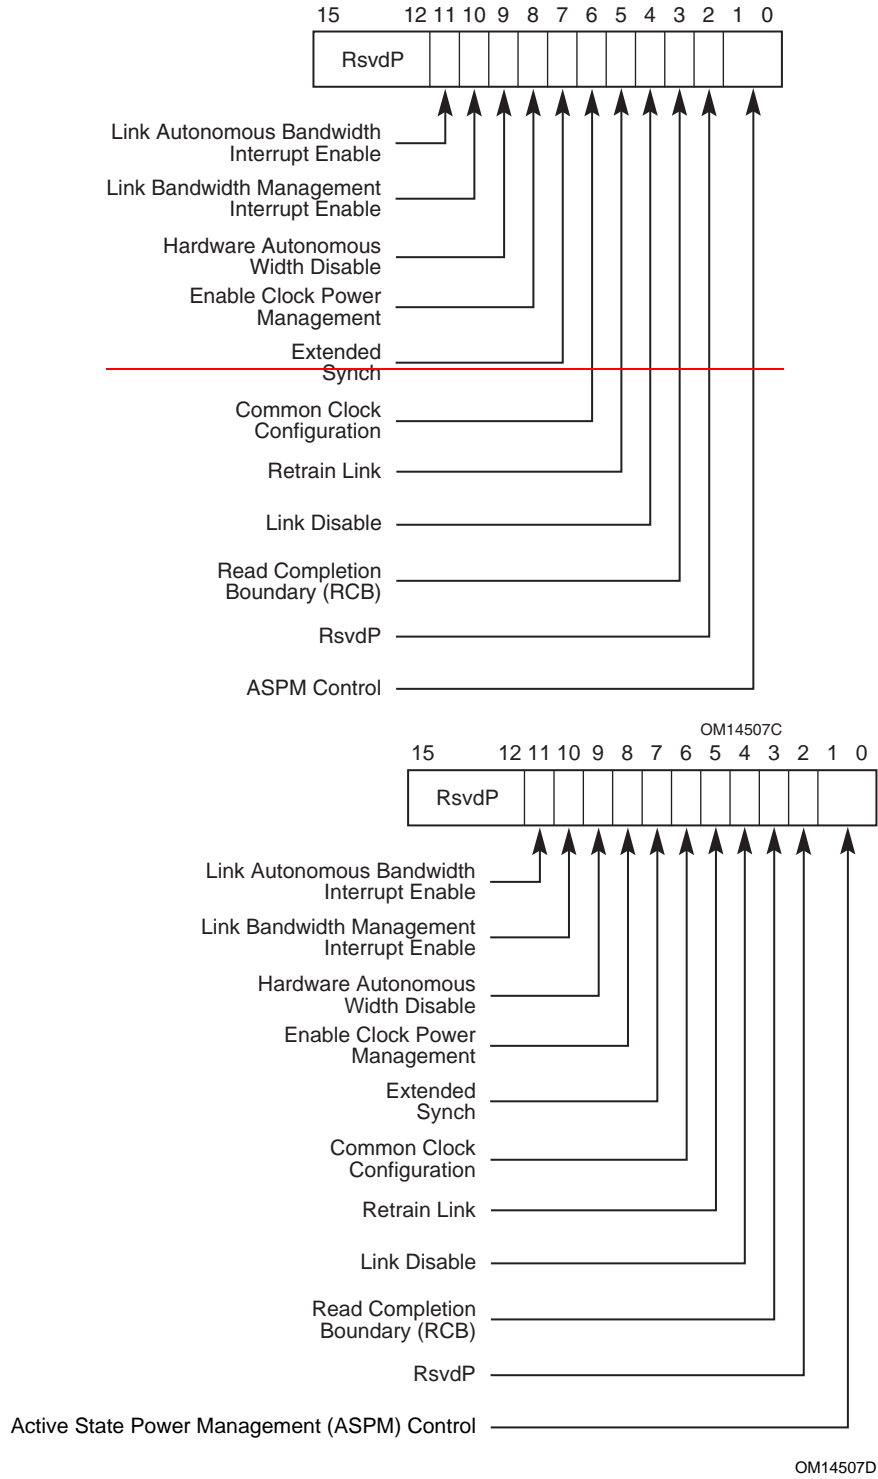 15 12 11 10 9 8 7 6 5 4 3 2 1 0
RsvdP
Link Autonomous Bandwidth
Interrupt Enable
Link Bandwidth Management
Interrupt Enable
Hardware Autonomous
Width Disable
Enable Clock Power
Management
Extended
Synch
Common Clock
Configuration
Retrain Link
Link Disable
Read Completion
Boundary (RCB)
RsvdP
ASPM Control
OM14507C
15 12 11 10 9 8 7 6 5 4 3 2 1 0
RsvdP
Link Autonomous Bandwidth
Interrupt Enable
Link Bandwidth Management
Interrupt Enable
Hardware Autonomous
Width Disable
Enable Clock Power
Management
Extended
Synch
Common Clock
Configuration
Retrain Link
Link Disable
Read Completion
Boundary (RCB)
RsvdP
Active State Power Management (ASPM) Control
OM14507D